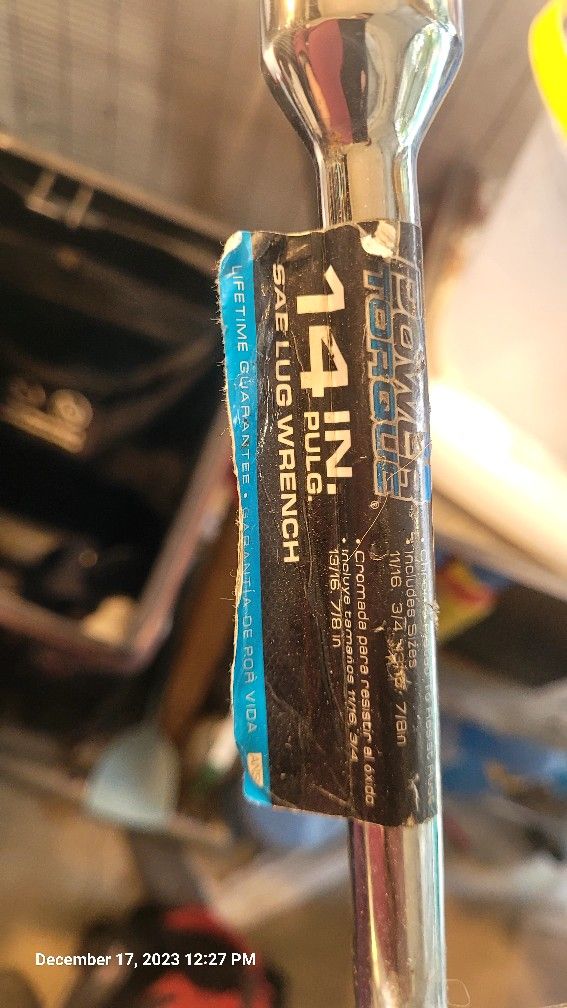 POWER
TORQUE®
14 IN.
PULG.
SAE LUG WRENCH
LIFETIME GUARANTEE • GARANTÍA DE POR VIDA
• Includes Sizes
11/16 3/4 7/8in
• Cromada para resistir el óxido
• Incluye tamaños 11/16 3/4
13/16 7/8 in
December 17, 2023 12:27 PM